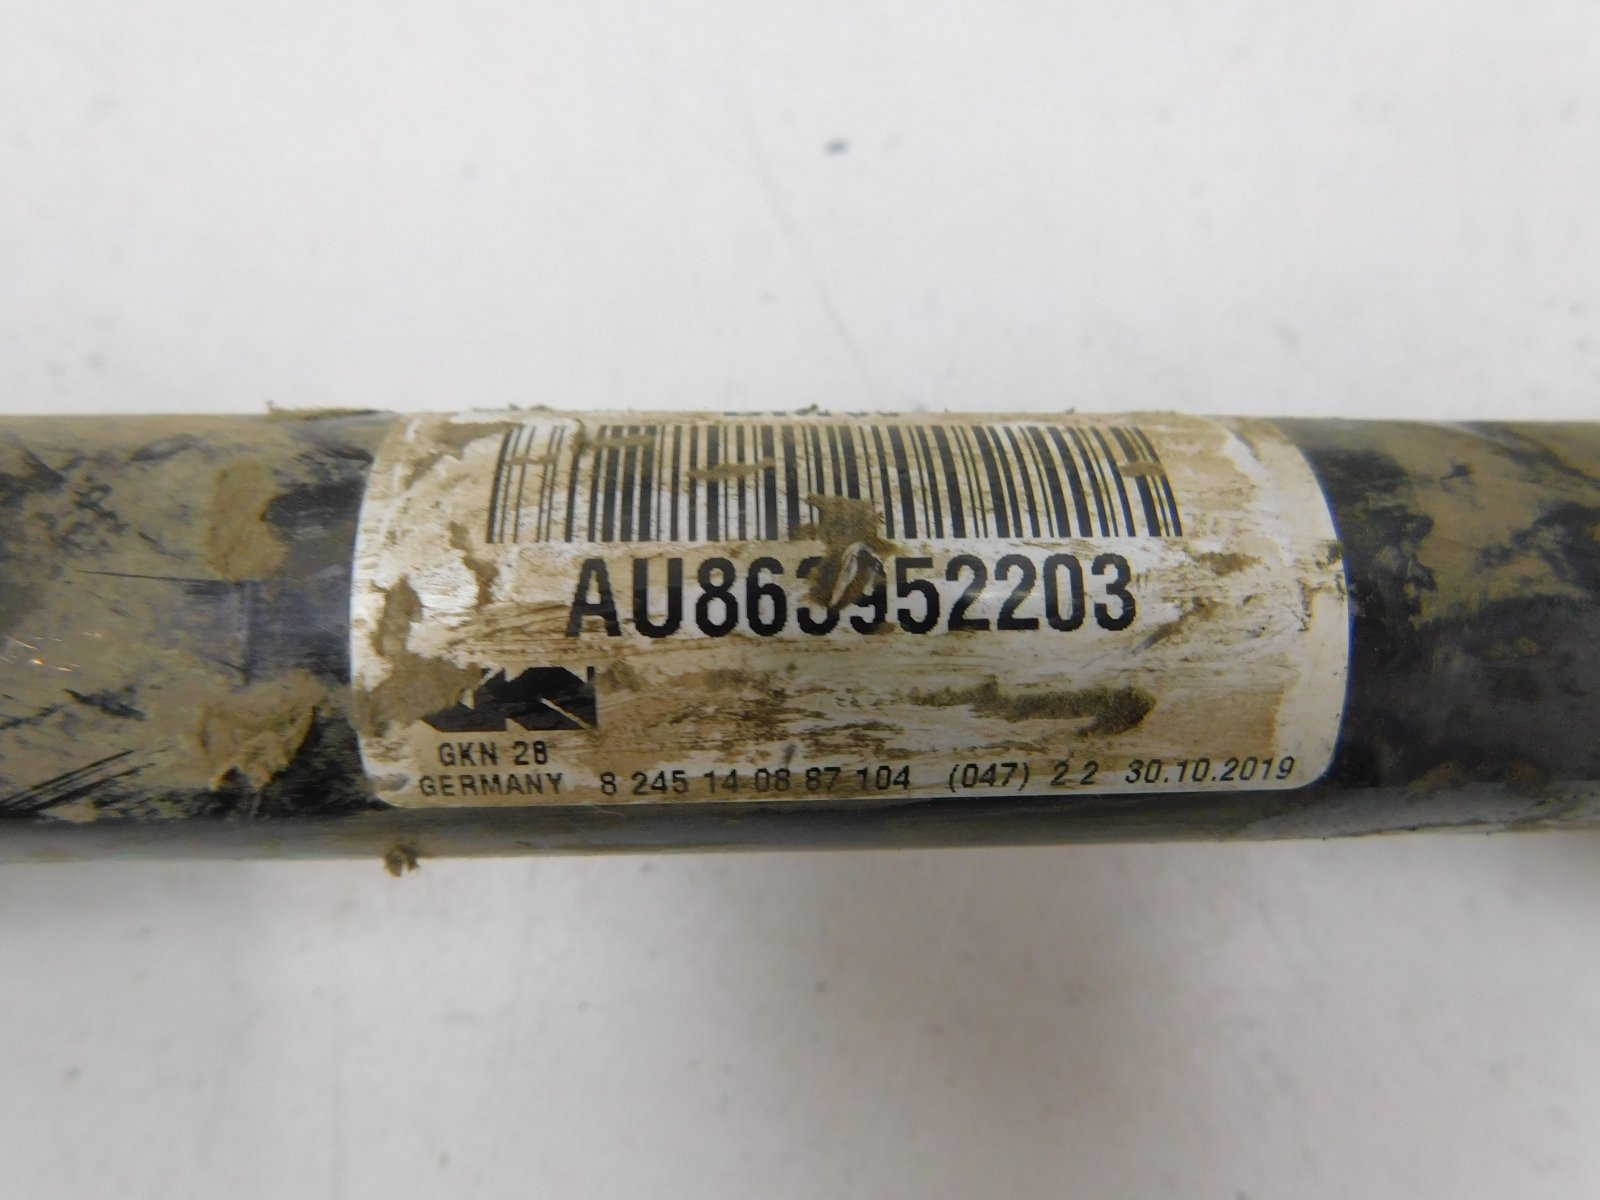 AU863952203
GKN 28
GERMANY 8 245 14 08 87 104 (047) 2 2 30.10.2019